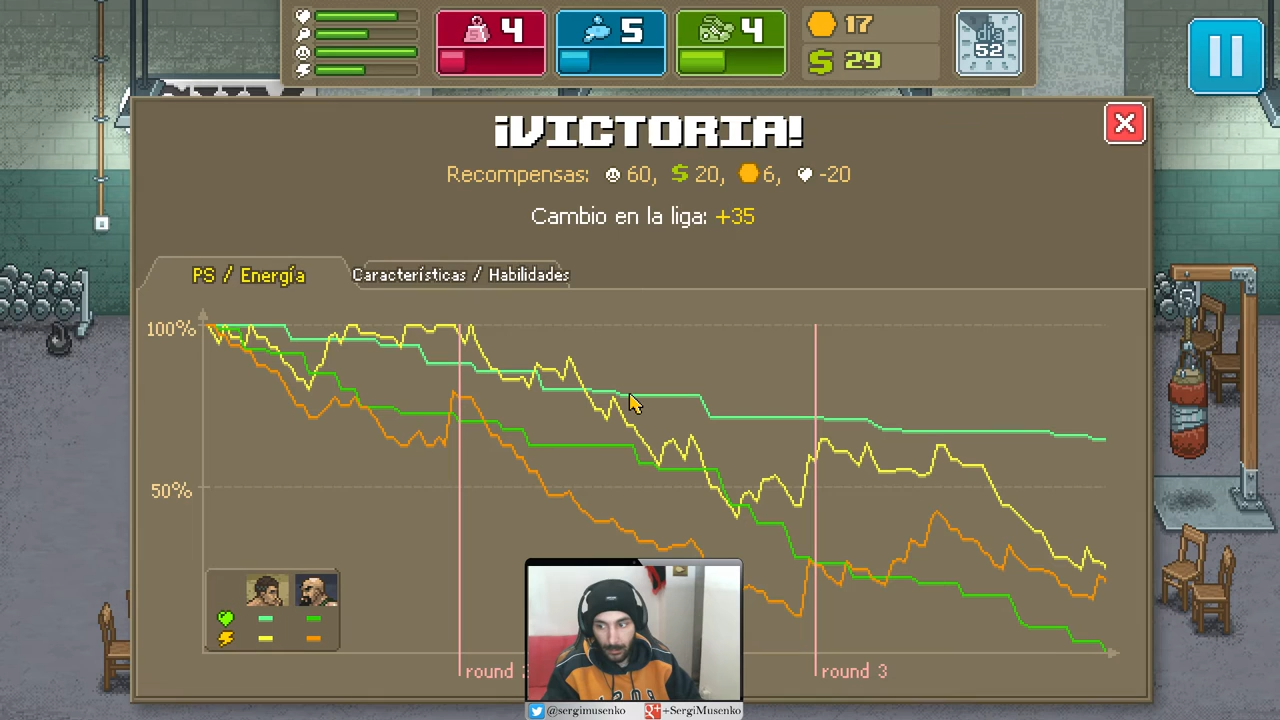 4
5
4
17
29
día
52
¡VICTORIA!
Recompensas: 60, $ 20, 6, -20
Cambio en la liga: +35
PS / Energía
Características / Habilidades
100%
50%
round
round 3
@sergimusenko
+SergiMusenko